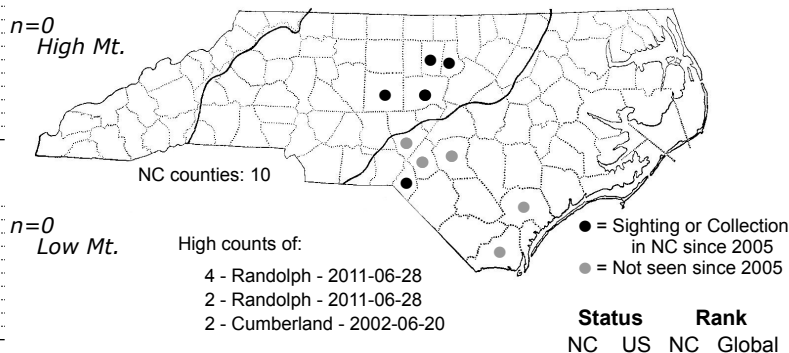 n=0
High Mt.
NC counties: 10
n=0
Low Mt.
High counts of:
4 - Randolph - 2011-06-28
2 - Randolph - 2011-06-28
2 - Cumberland - 2002-06-20
= Sighting or Collection
in NC since 2005
= Not seen since 2005
Status Rank
NC US NC Global